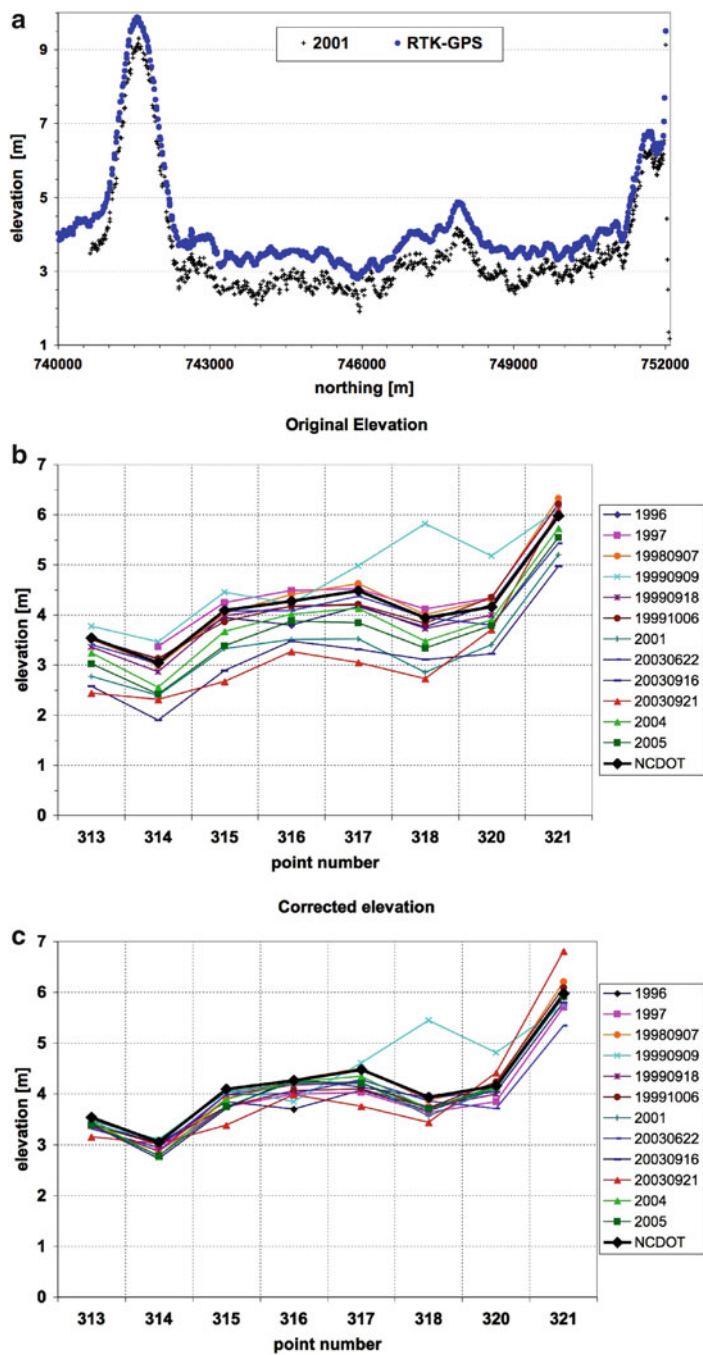 a
2001 RTK-GPS
elevation [m]
9
7
5
3
1
740000 743000 746000 749000 752000
northing [m]
Original Elevation
b
elevation [m]
7
6
5
4
3
2
1
0
313 314 315 316 317 318 320 321
point number
1996
1997
19980907
19990909
19990918
19991006
2001
20030622
20030916
20030921
2004
2005
NCDOT
Corrected elevation
c
elevation [m]
7
6
5
4
3
2
1
0
313 314 315 316 317 318 320 321
point number
1996
1997
19980907
19990909
19990918
19991006
2001
20030622
20030916
20030921
2004
2005
NCDOT